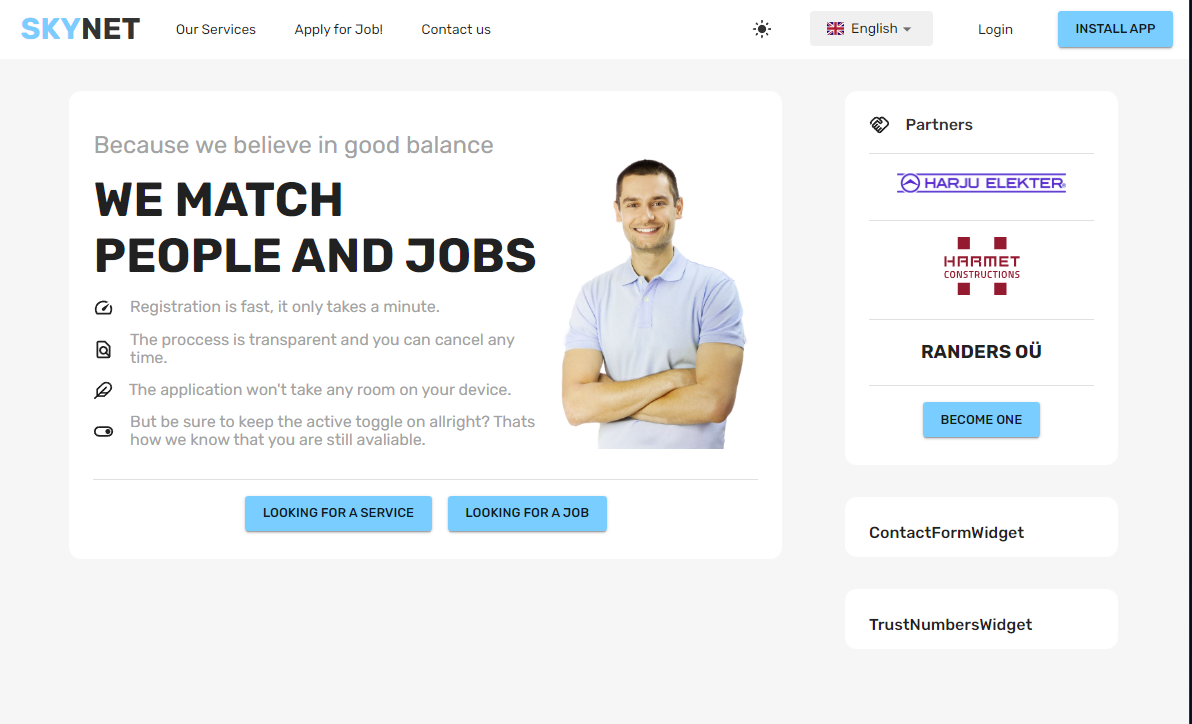 SKYNET
Our Services
Apply for Job!
Contact us
English
Login
INSTALL APP
Because we believe in good balance
WE MATCH
PEOPLE AND JOBS
Registration is fast, it only takes a minute.
The proccess is transparent and you can cancel any
time.
The application won't take any room on your device.
But be sure to keep the active toggle on allright? Thats
how we know that you are still avaliable.
LOOKING FOR A SERVICE
LOOKING FOR A JOB
Partners
HARJU ELEKTER
HARMET
CONSTRUCTIONS
RANDERS OÜ
BECOME ONE
ContactFormWidget
TrustNumbersWidget